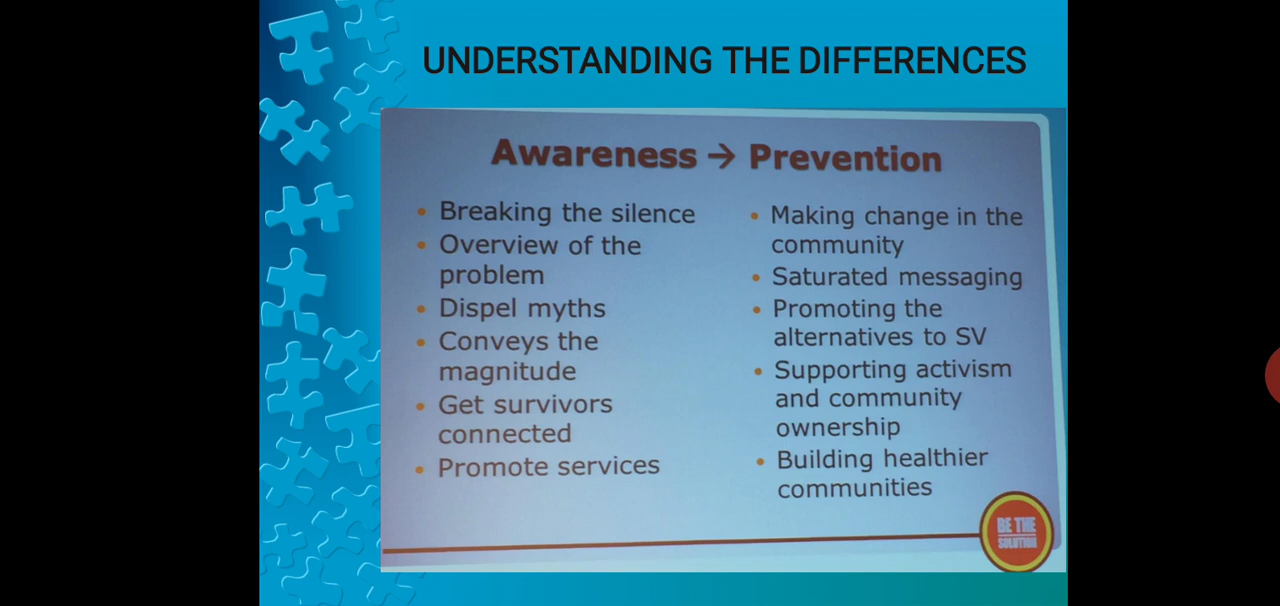 UNDERSTANDING THE DIFFERENCES
Awareness → Prevention
• Breaking the silence
• Overview of the
problem
• Dispel myths
• Conveys the
magnitude
• Get survivors
connected
• Promote services
• Making change in the
community
• Saturated messaging
• Promoting the
alternatives to SV
• Supporting activism
and community
ownership
• Building healthier
communities
BE THE
SOLUTION